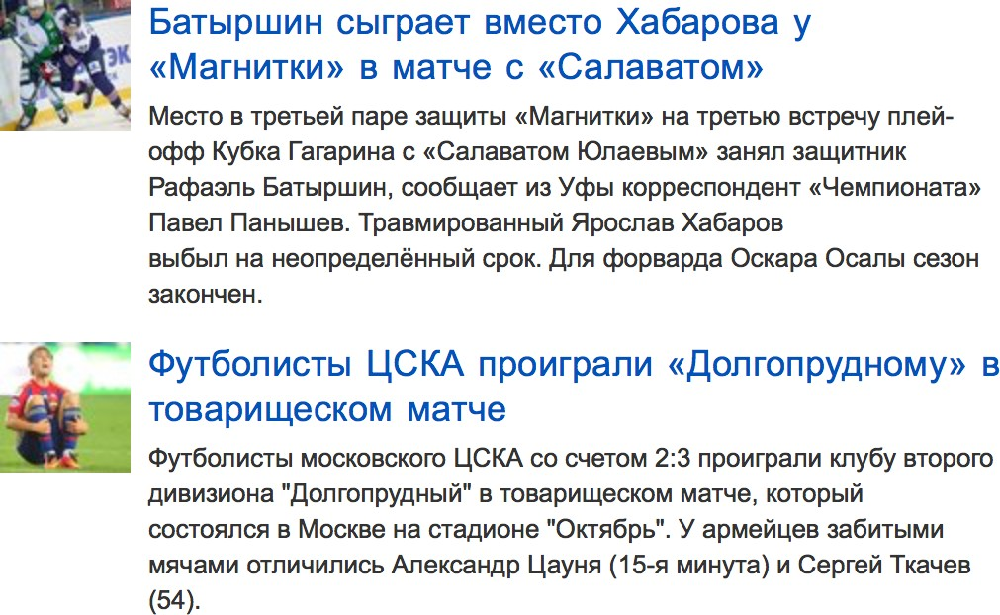 Батыршин сыграет вместо Хабарова у
«Магнитки» в матче с «Салаватом»
Место в третьей паре защиты «Магнитки» на третью встречу плей-
офф Кубка Гагарина с «Салаватом Юлаевым» занял защитник
Рафаэль Батыршин, сообщает из Уфы корреспондент «Чемпионата»
Павел Панышев. Травмированный Ярослав Хабаров
выбыл на неопределённый срок. Для форварда Оскара Осалы сезон
закончен.
Футболисты ЦСКА проиграли «Долгопрудному» в
товарищеском матче
Футболисты московского ЦСКА со счетом 2:3 проиграли клубу второго
дивизиона "Долгопрудный" в товарищеском матче, который
состоялся в Москве на стадионе "Октябрь". У армейцев забитыми
мячами отличились Александр Цауня (15-я минута) и Сергей Ткачев
(54).